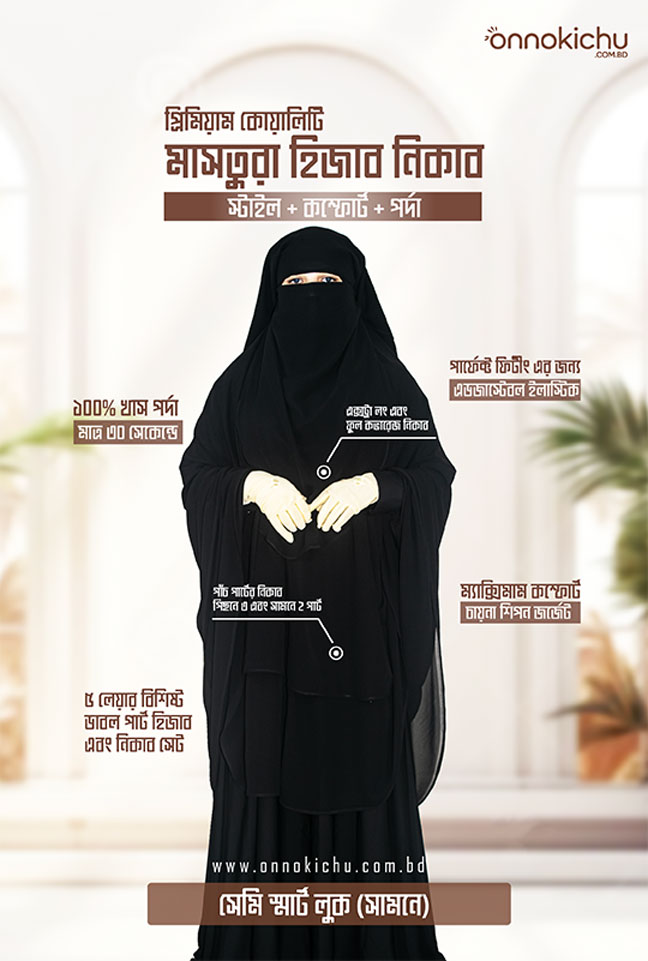 onnokichu
.COM.BD
প্রিমিয়াম কোয়ালিটি
মাসতুরা হিজাব নিকাব
স্টাইল + কম্ফোর্ট + পর্দা
পার্ফেক্ট ফিটিং এর জন্য
এডজাস্টেবল ইলাস্টিক
১০০% খাস পর্দা
মাত্র ৩০ সেকেন্ডে
এক্সট্রা লং এবং
ফুল কভারেজ নিকাব
পাঁচ পার্টের নিকাব
পিছনে ৩ এবং সামনে ২ পার্ট
ম্যাক্সিমাম কম্ফোর্ট
চায়না শিপন জর্জেট
৫ লেয়ার বিশিষ্ট
ডাবল পার্ট হিজাব
এবং নিকাব সেট
www.onnokichu.com.bd
সেমি স্মার্ট লুক (সামনে)